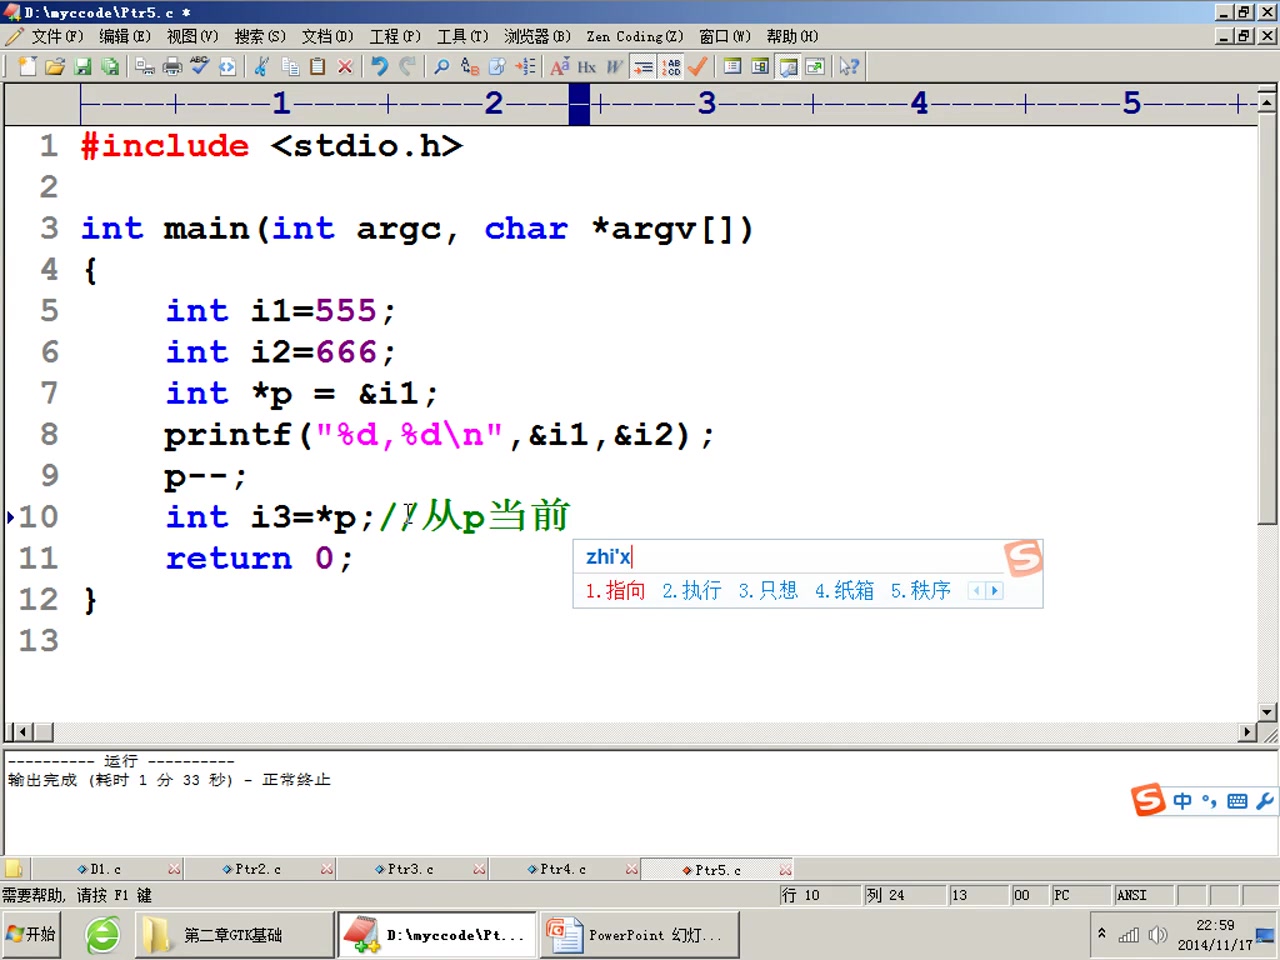 D:\myccode\Ptr5.c *
文件(F) 编辑(E) 视图(V) 搜索(S) 文档(D) 工程(P) 工具(T) 浏览器(B) Zen Coding(Z) 窗口(W) 帮助(H)
1 2 3 4 5
1 #include <stdio.h>
2
3 int main(int argc, char *argv[])
4 {
5 int i1=555;
6 int i2=666;
7 int *p = &i1;
8 printf("%d,%d\n",&i1,&i2);
9 p--;
10 int i3=*p;//从p当前
11 return 0;
12 }
13
zhi'x
1.指向 2.执行 3.只想 4.纸箱 5.秩序
---------- 运行 ----------
输出完成 (耗时 1 分 33 秒) - 正常终止
中
D1.c Ptr2.c Ptr3.c Ptr4.c Ptr5.c
需要帮助, 请按 F1 键 行 10 列 24 13 00 PC ANSI
开始 第二章GTK基础 D:\myccode\Pt... PowerPoint 幻灯... 22:59
2014/11/17